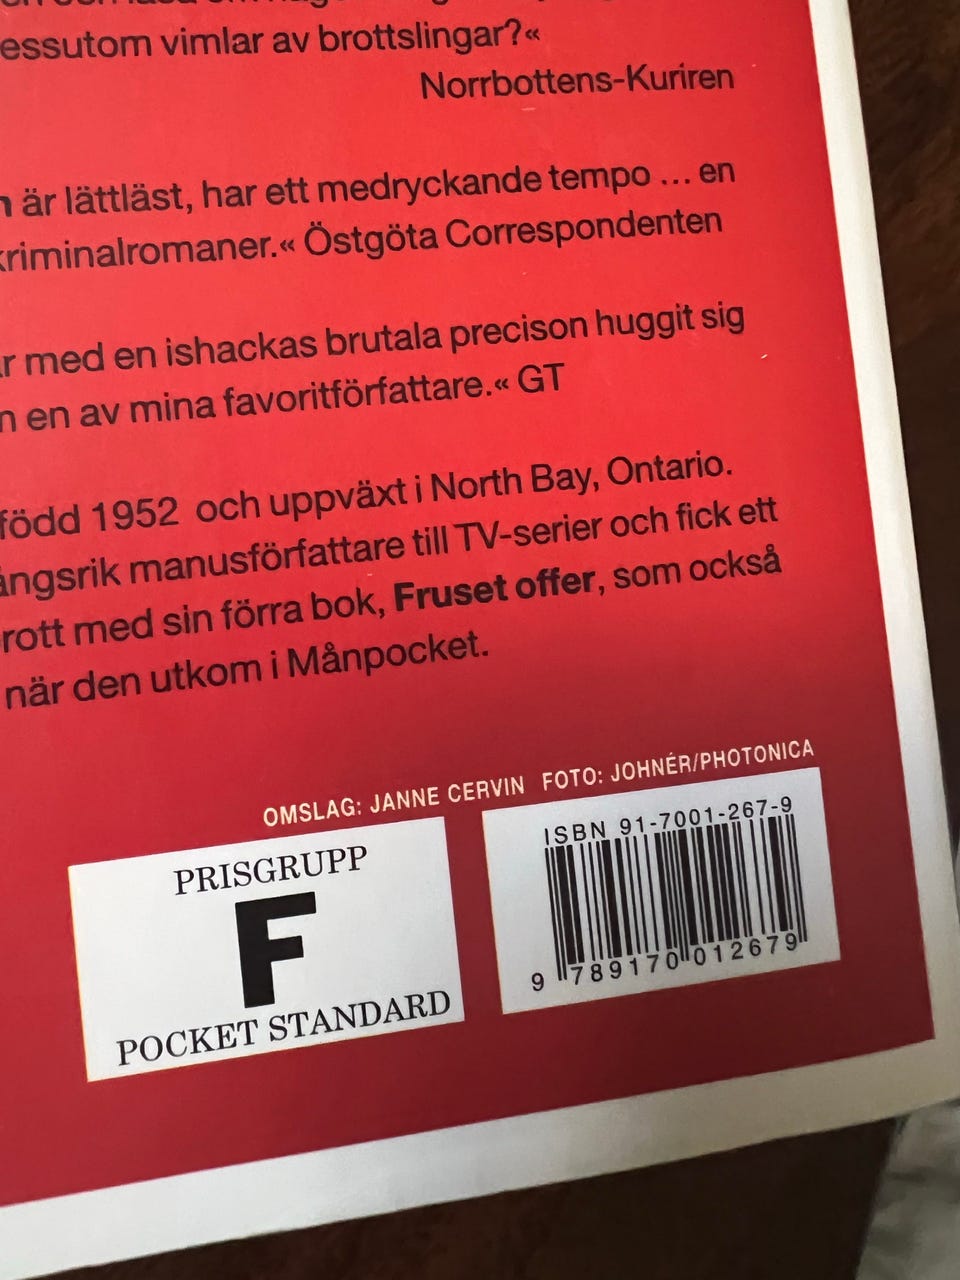 essutom vimlar av brottslingar?«
Norrbottens-Kuriren
är lättläst, har ett medryckande tempo ... en
kriminalromaner.« Östgöta Correspondenten
med en ishackas brutala precison huggit sig
en av mina favoritförfattare.« GT
född 1952 och uppväxt i North Bay, Ontario.
ångsrik manusförfattare till TV-serier och fick ett
rott med sin förra bok, Fruset offer, som också
när den utkom i Månpocket.
OMSLAG: JANNE CERVIN FOTO: JOHNÉR/PHOTONICA
PRISGRUPP
F
POCKET STANDARD
ISBN 91-7001-267-9
9 789170 012679